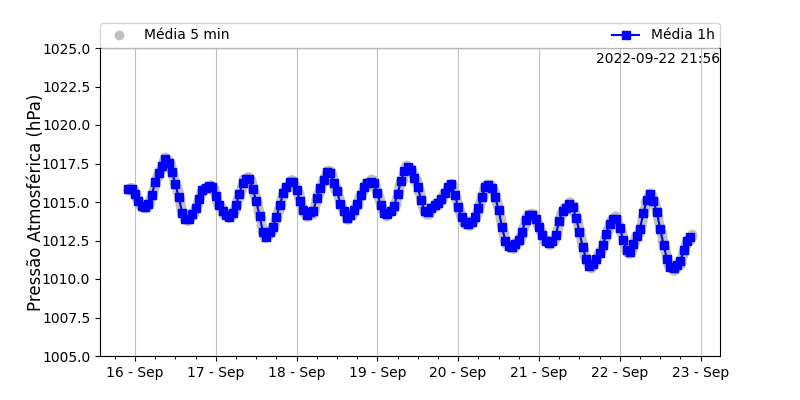 Média 5 min
Média 1h
2022-09-22 21:56
Pressão Atmosférica (hPa)
1025.0
1022.5
1020.0
1017.5
1015.0
1012.5
1010.0
1007.5
1005.0
16 - Sep
17 - Sep
18 - Sep
19 - Sep
20 - Sep
21 - Sep
22 - Sep
23 - Sep